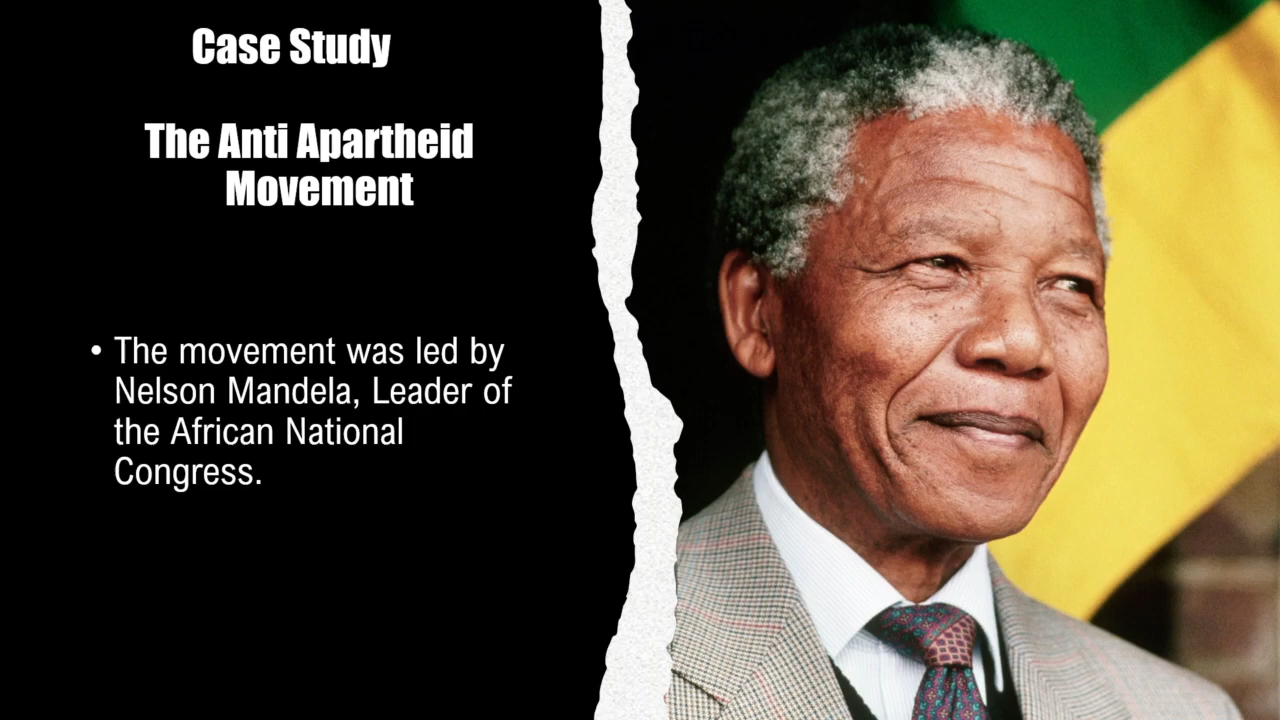 Case Study
The Anti Apartheid
Movement
• The movement was led by
Nelson Mandela, Leader of
the African National
Congress.